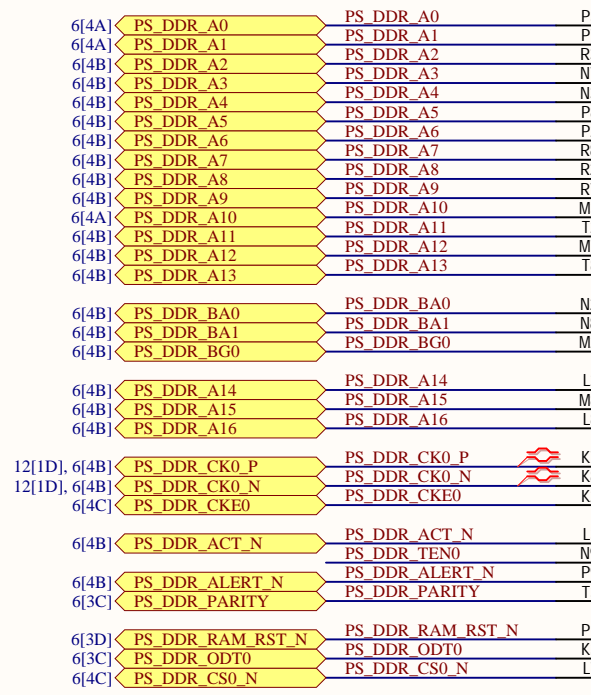 6[4A] PS_DDR_A0 PS_DDR_A0 P
6[4A] PS_DDR_A1 PS_DDR_A1 P
6[4B] PS_DDR_A2 PS_DDR_A2 R
6[4B] PS_DDR_A3 PS_DDR_A3 N
6[4B] PS_DDR_A4 PS_DDR_A4 N
6[4B] PS_DDR_A5 PS_DDR_A5 P
6[4B] PS_DDR_A6 PS_DDR_A6 P
6[4B] PS_DDR_A7 PS_DDR_A7 R
6[4B] PS_DDR_A8 PS_DDR_A8 R
6[4B] PS_DDR_A9 PS_DDR_A9 R
6[4A] PS_DDR_A10 PS_DDR_A10 M
6[4B] PS_DDR_A11 PS_DDR_A11 T
6[4B] PS_DDR_A12 PS_DDR_A12 M
6[4B] PS_DDR_A13 PS_DDR_A13 T
6[4B] PS_DDR_BA0 PS_DDR_BA0 N
6[4B] PS_DDR_BA1 PS_DDR_BA1 N
6[4B] PS_DDR_BG0 PS_DDR_BG0 M
6[4B] PS_DDR_A14 PS_DDR_A14 L
6[4B] PS_DDR_A15 PS_DDR_A15 M
6[4B] PS_DDR_A16 PS_DDR_A16 L
12[1D], 6[4B] PS_DDR_CK0_P PS_DDR_CK0_P K
12[1D], 6[4B] PS_DDR_CK0_N PS_DDR_CK0_N K
6[4C] PS_DDR_CKE0 PS_DDR_CKE0 K
6[4B] PS_DDR_ACT_N PS_DDR_ACT_N L
PS_DDR_TEN0 N
6[4B] PS_DDR_ALERT_N PS_DDR_ALERT_N P
6[3C] PS_DDR_PARITY PS_DDR_PARITY T
6[3D] PS_DDR_RAM_RST_N PS_DDR_RAM_RST_N P
6[3C] PS_DDR_ODT0 PS_DDR_ODT0 K
6[4C] PS_DDR_CS0_N PS_DDR_CS0_N L